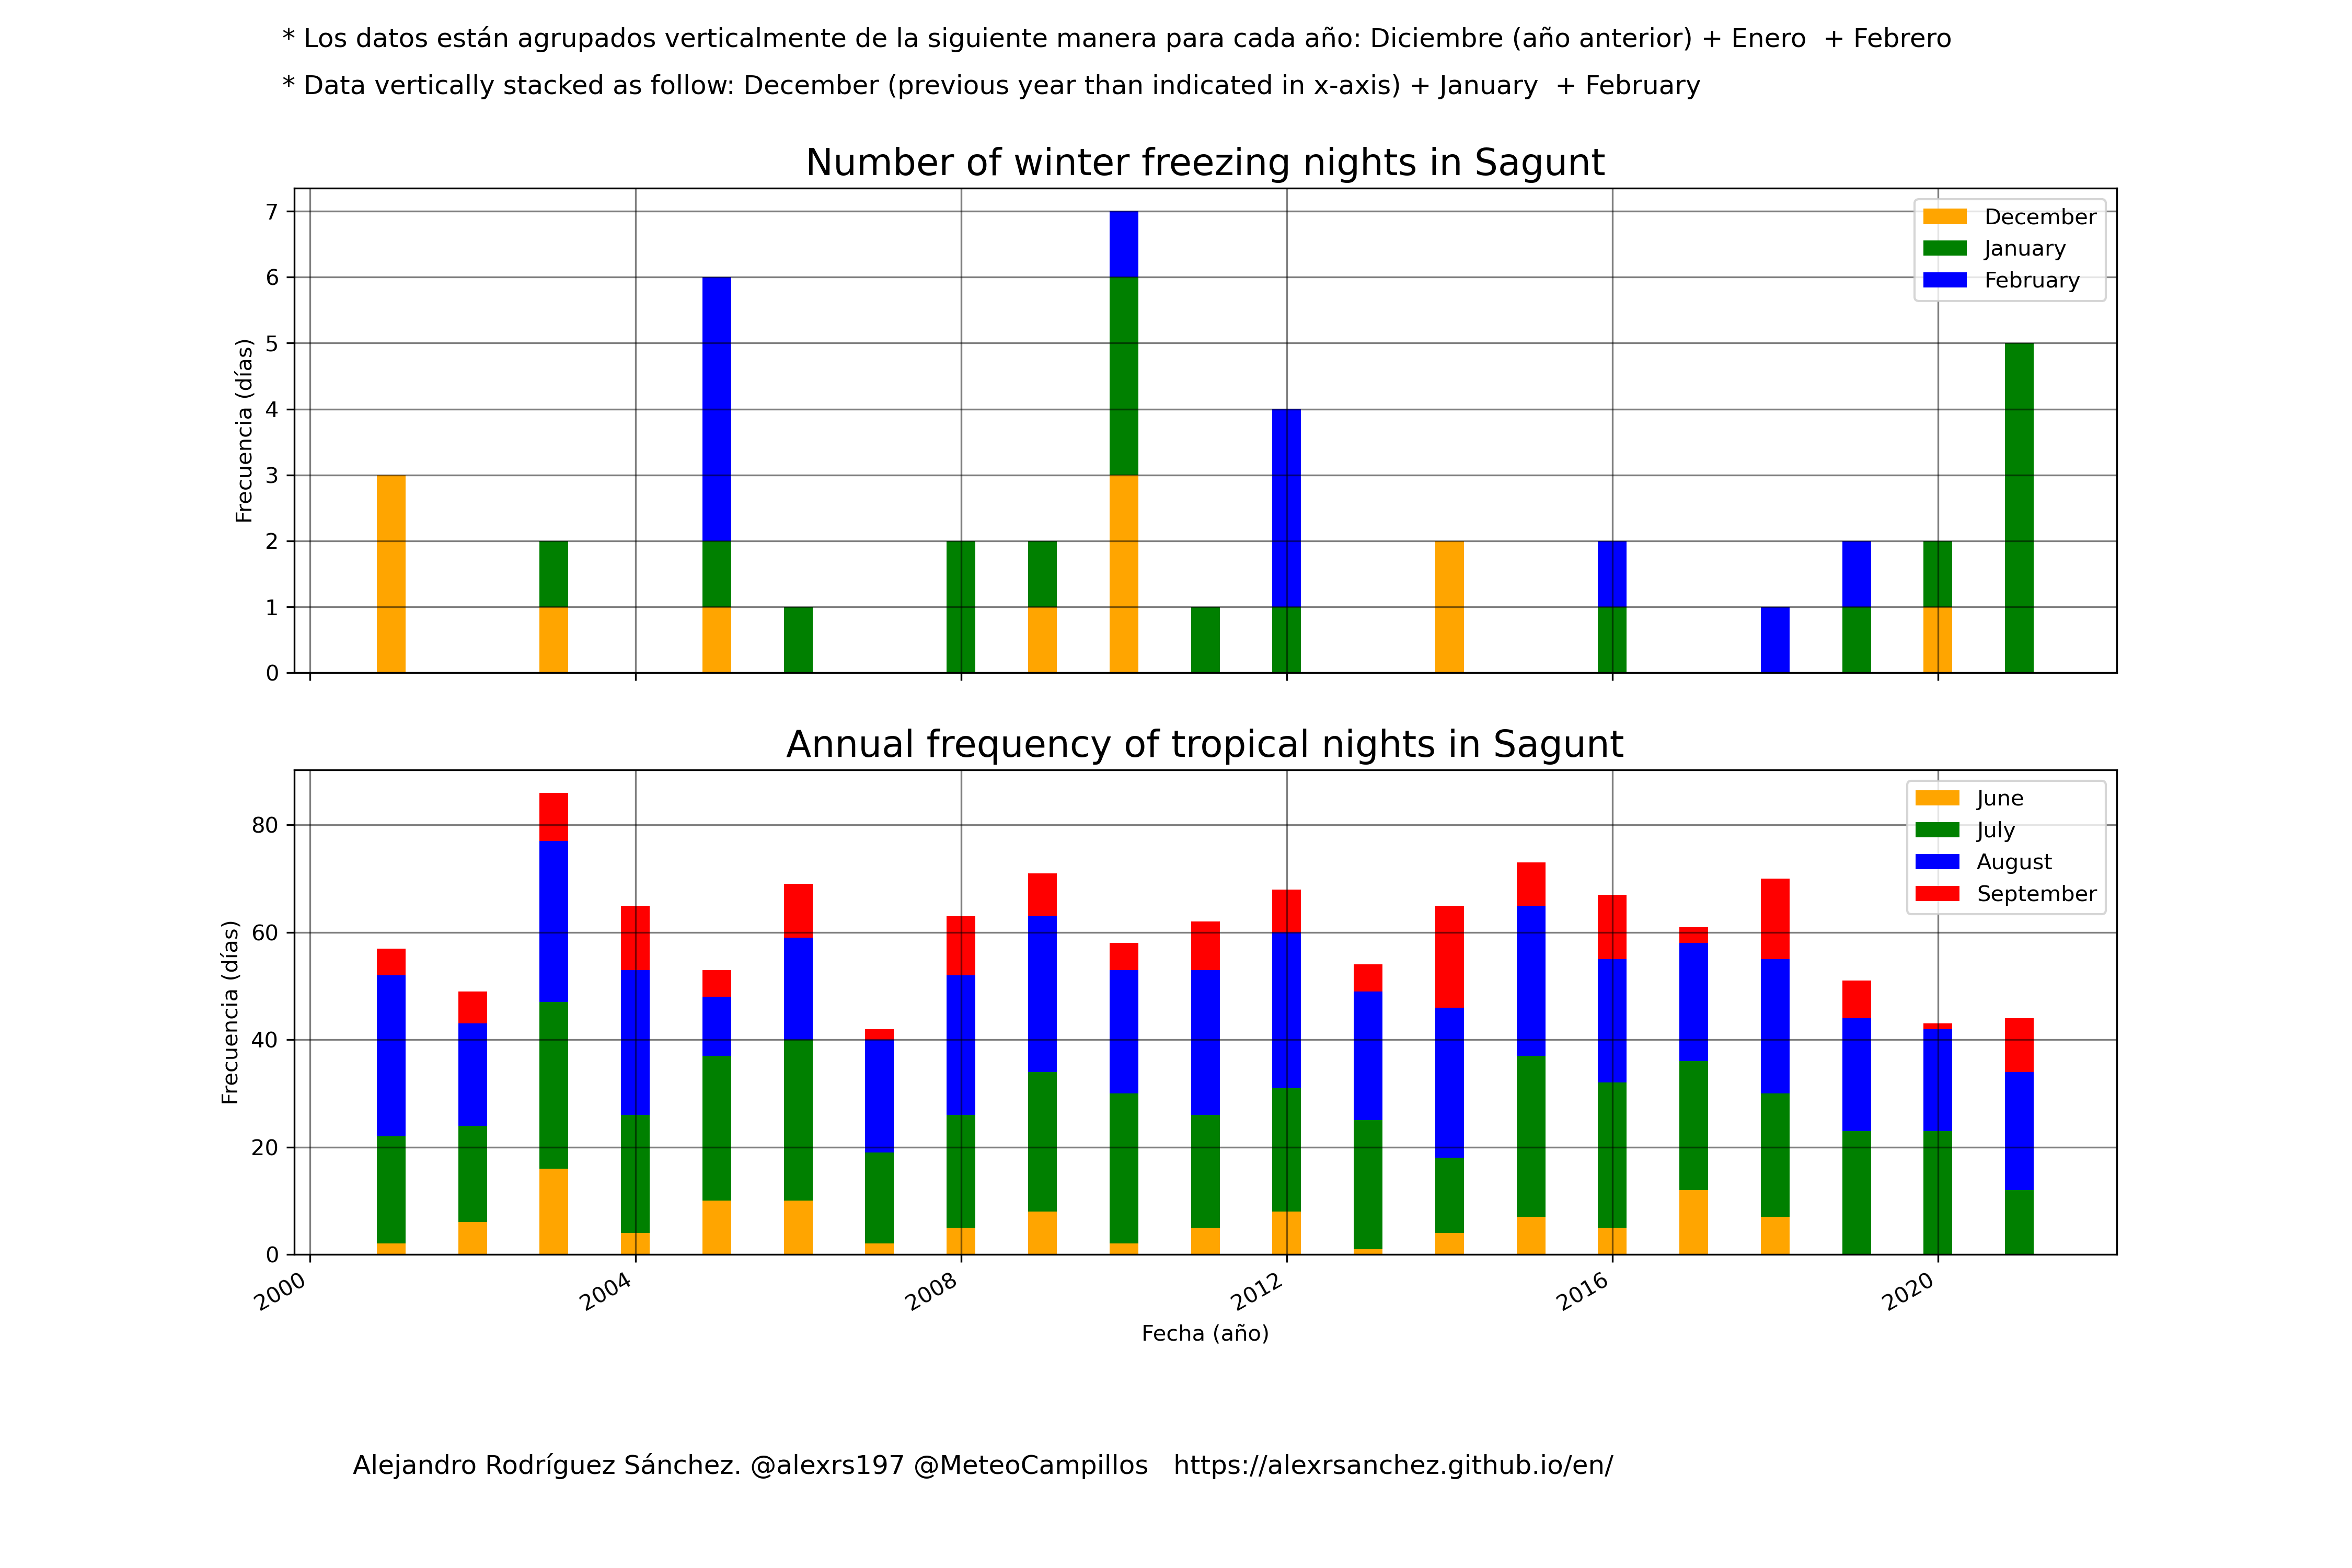 * Los datos están agrupados verticalmente de la siguiente manera para cada año: Diciembre (año anterior) + Enero  + Febrero
* Data vertically stacked as follow: December (previous year than indicated in x-axis) + January  + February
Number of winter freezing nights in Sagunt
7
6
5
4
3
2
1
0
Frecuencia (días)
December
January
February
Annual frequency of tropical nights in Sagunt
80
60
40
20
0
Frecuencia (días)
June
July
August
September
2000
2004
2008
2012
2016
2020
Fecha (año)
Alejandro Rodríguez Sánchez. @alexrs197 @MeteoCampillos   https://alexrsanchez.github.io/en/